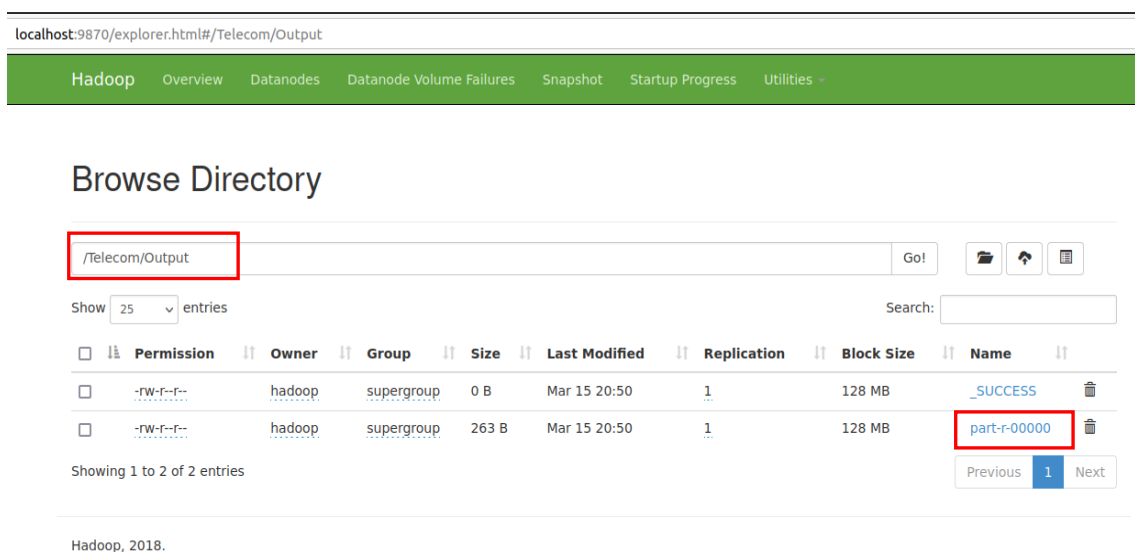 localhost:9870/explorer.html#/Telecom/Output
Hadoop Overview Datanodes Datanode Volume Failures Snapshot Startup Progress Utilities
Browse Directory
/Telecom/Output Go!
Show 25 entries Search:
Permission Owner Group Size Last Modified Replication Block Size Name
-rw-r--r-- hadoop supergroup 0 B Mar 15 20:50 1 128 MB _SUCCESS
-rw-r--r-- hadoop supergroup 263 B Mar 15 20:50 1 128 MB part-r-00000
Showing 1 to 2 of 2 entries Previous 1 Next
Hadoop, 2018.